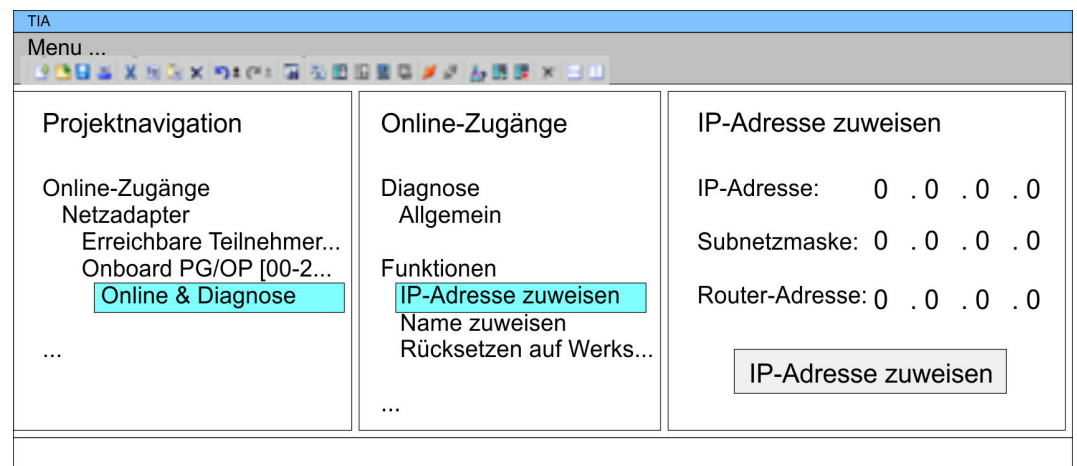 TIA
Menu ...
Projektnavigation
Online-Zugänge
Netzadapter
Erreichbare Teilnehmer...
Onboard PG/OP [00-2...
Online & Diagnose
...
Online-Zugänge
Diagnose
Allgemein
Funktionen
IP-Adresse zuweisen
Name zuweisen
Rücksetzen auf Werks...
...
IP-Adresse zuweisen
IP-Adresse: 0 . 0 . 0 . 0
Subnetzmaske: 0 . 0 . 0 . 0
Router-Adresse: 0 . 0 . 0 . 0
IP-Adresse zuweisen